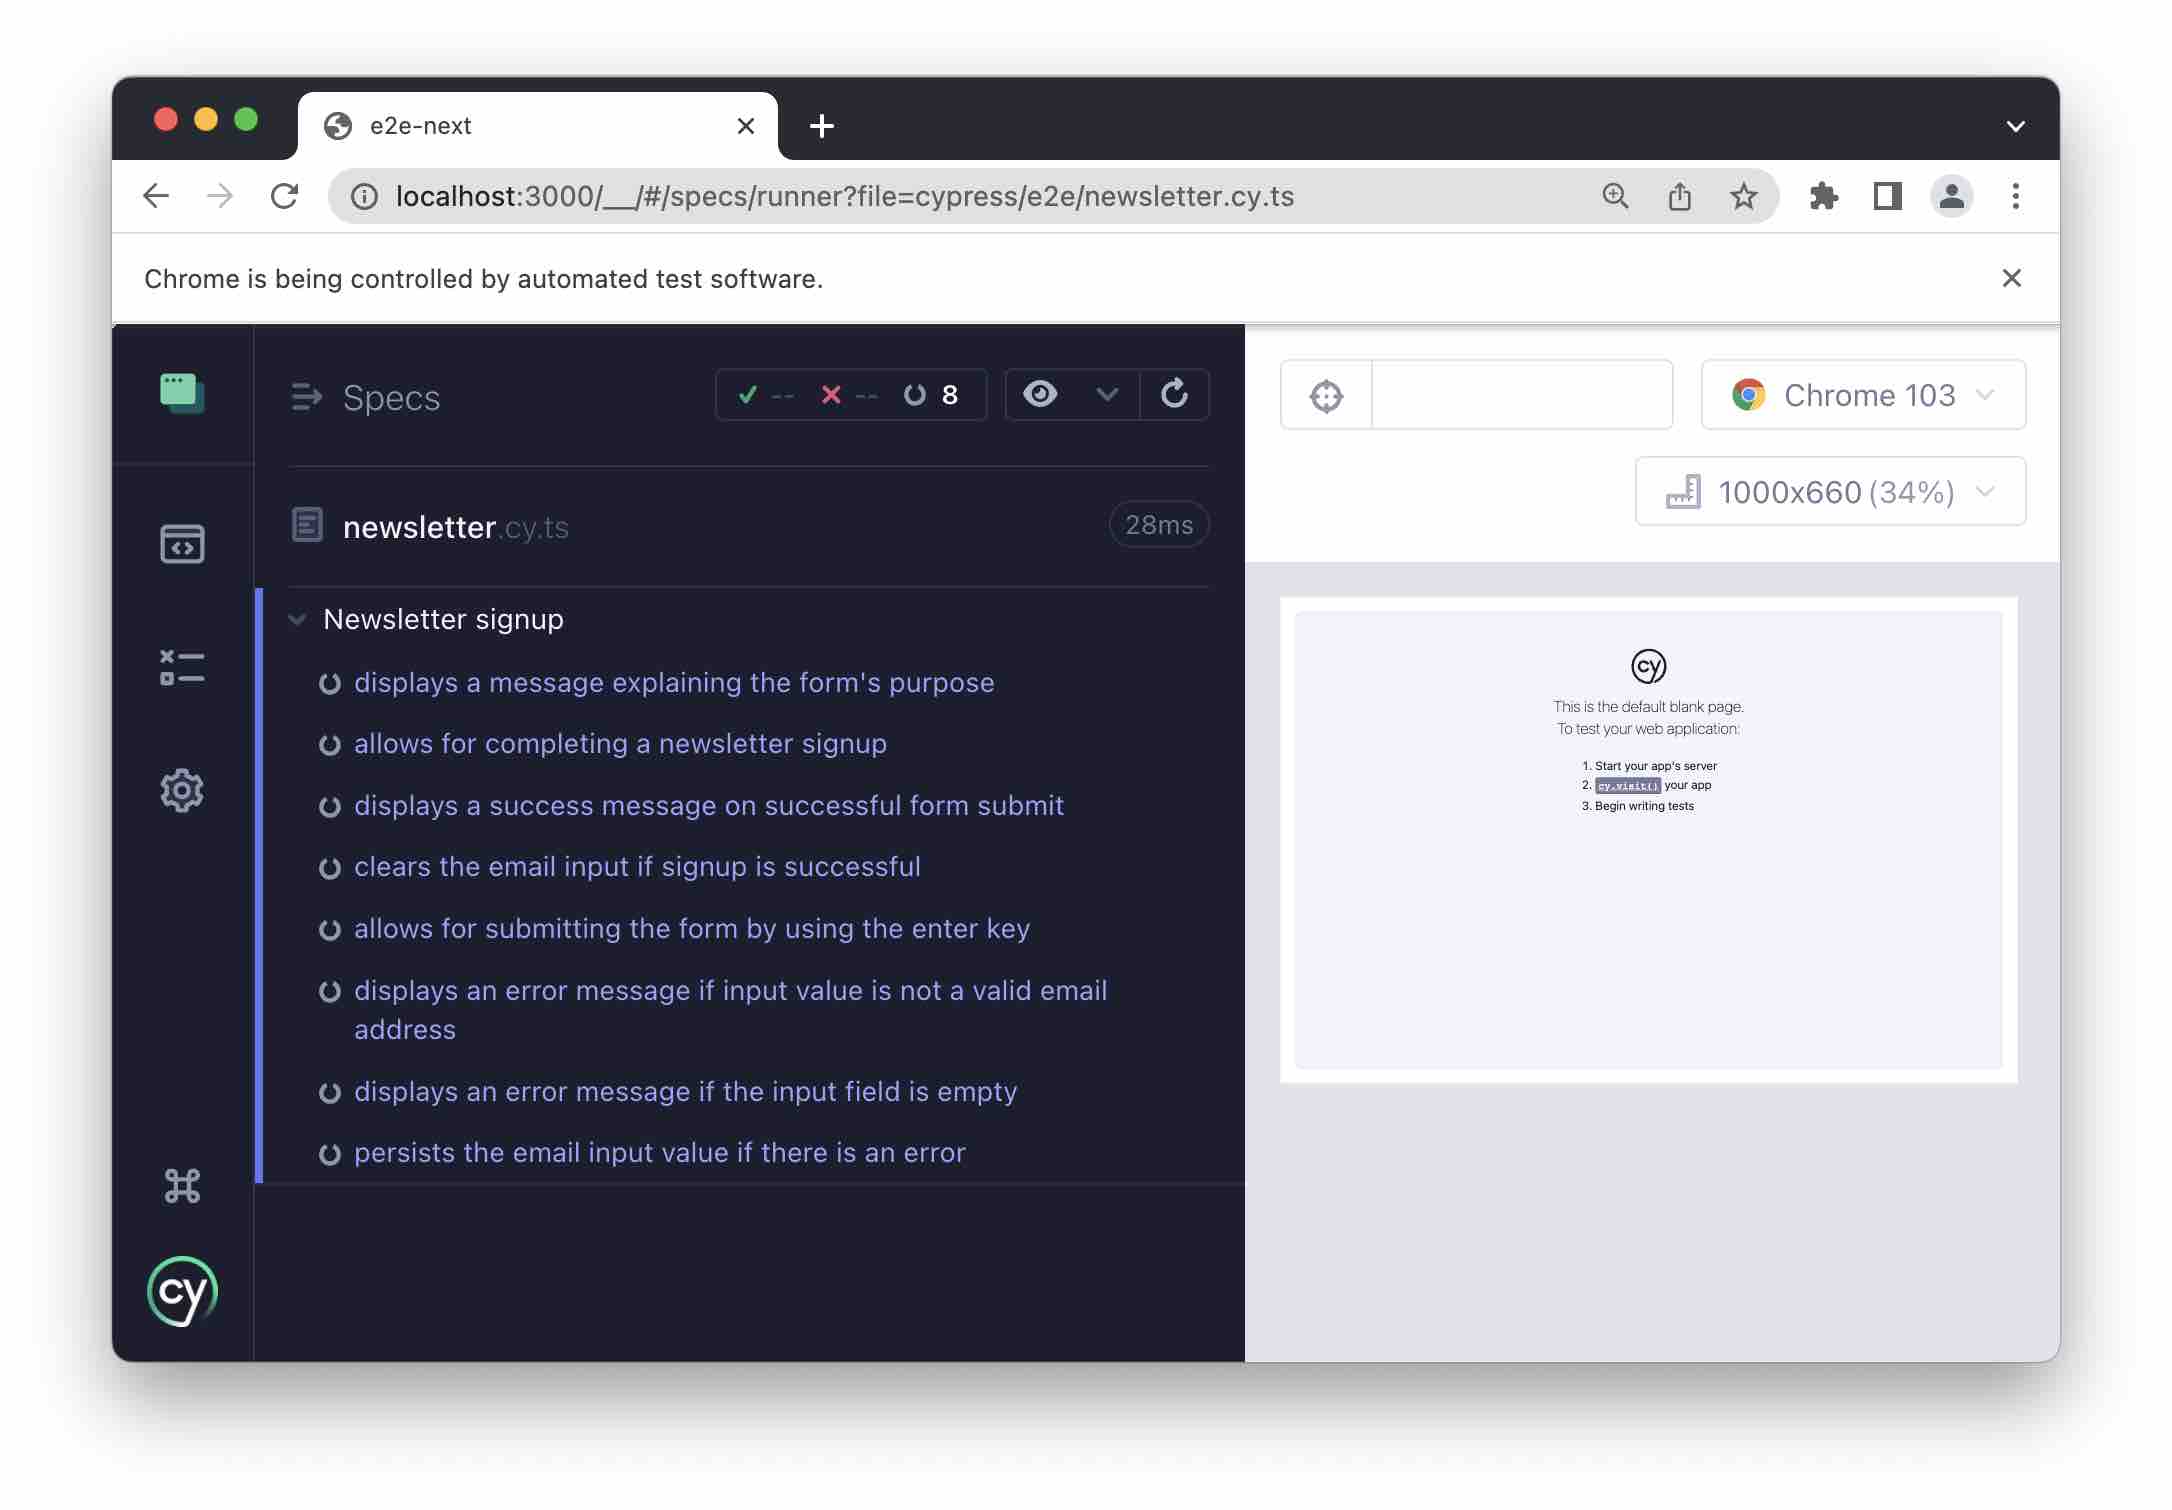 e2e-next
localhost:3000/__/#/specs/runner?file=cypress/e2e/newsletter.cy.ts
Chrome is being controlled by automated test software.
Specs
-- -- 8
newsletter.cy.ts
28ms
Newsletter signup
displays a message explaining the form's purpose
allows for completing a newsletter signup
displays a success message on successful form submit
clears the email input if signup is successful
allows for submitting the form by using the enter key
displays an error message if input value is not a valid email
address
displays an error message if the input field is empty
persists the email input value if there is an error
cy
Chrome 103
1000x660 (34%)
cy
This is the default blank page.
To test your web application:
1. Start your app's server
2. cy.visit() your app
3. Begin writing tests